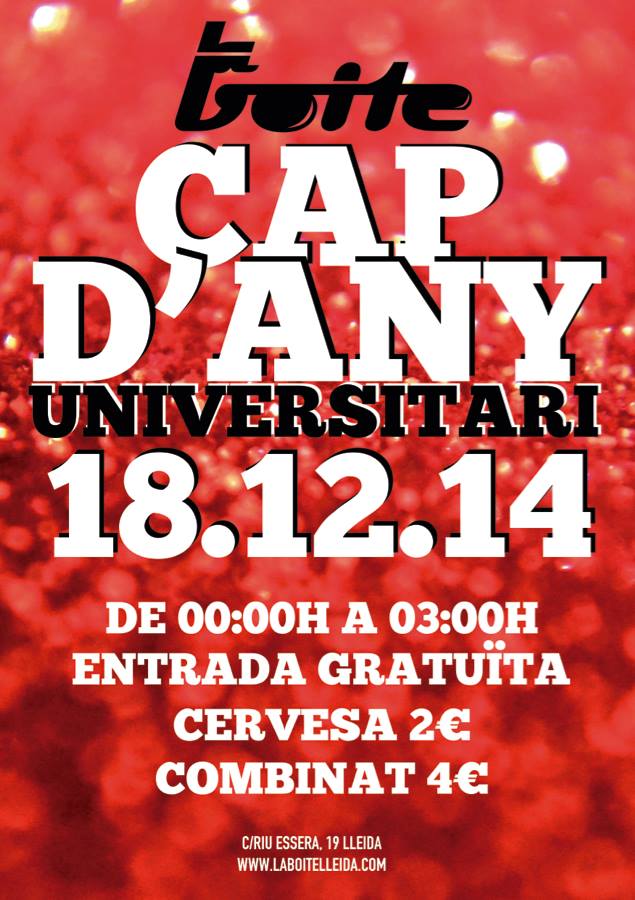 La Boite
ÇAP
D'ANY
UNIVERSITARI
18.12.14
DE 00:00H A 03:00H
ENTRADA GRATUÏTA
CERVESA 2€
COMBINAT 4€
C/RIU ESSERA, 19 LLEIDA
WWW.LABOITELLEIDA.COM